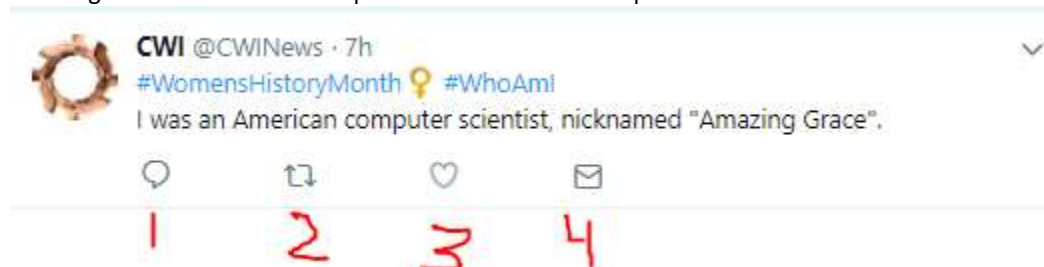 CWI @CWINews · 7h
#WomensHistoryMonth #WhoAmI
I was an American computer scientist, nicknamed "Amazing Grace".
1 2 3 4